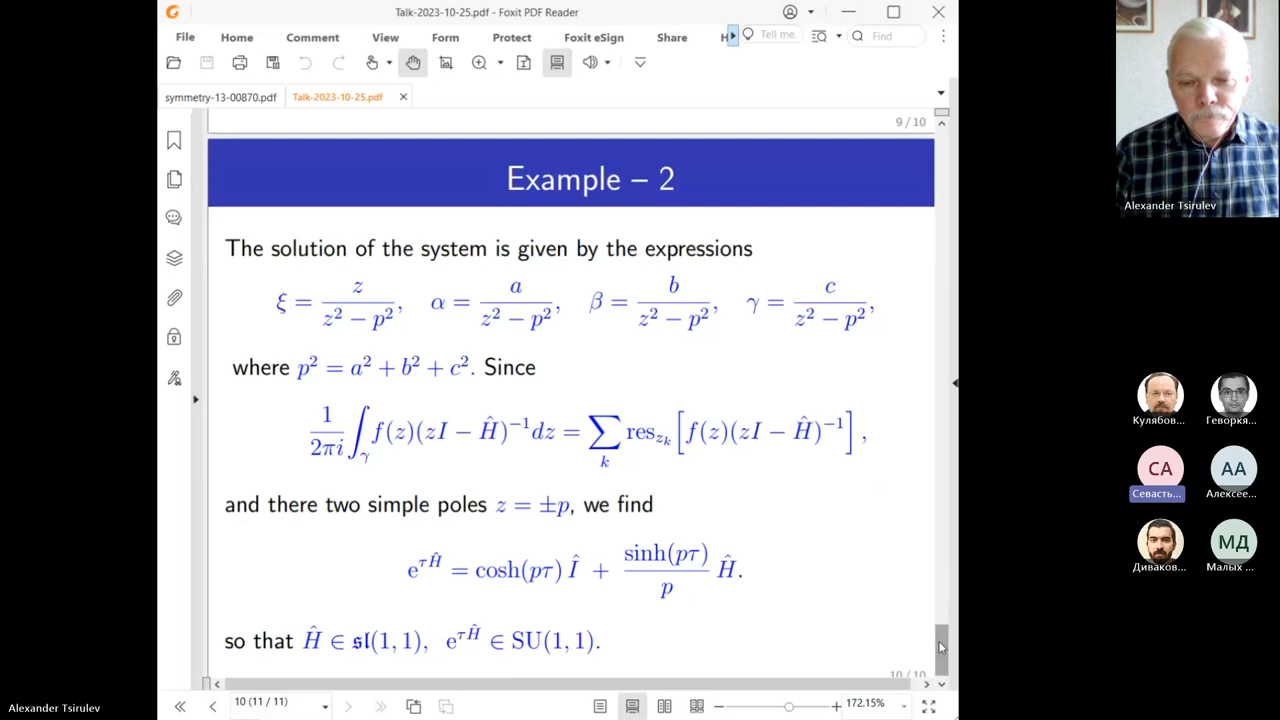 Talk-2023-10-25.pdf - Foxit PDF Reader
File Home Comment View Form Protect Foxit eSign Share H Tell me. Find
symmetry-13-00870.pdf Talk-2023-10-25.pdf
9 / 10
Example – 2
The solution of the system is given by the expressions
ξ = z/(z² − p²), α = a/(z² − p²), β = b/(z² − p²), γ = c/(z² − p²),
where p² = a² + b² + c². Since
1/(2πi) ∫_γ f(z)(zI − Ĥ)⁻¹dz = ∑_k res_{z_k} [f(z)(zI − Ĥ)⁻¹],
and there two simple poles z = ±p, we find
e^{τĤ} = cosh(pτ) Î + sinh(pτ)/p Ĥ.
so that Ĥ ∈ 𝔰𝔩(1, 1), e^{τĤ} ∈ SU(1, 1).
10 / 10
10 (11 / 11)
172.15%
Alexander Tsirulev
Кулябов...
Геворкя...
СА
Севасть...
АА
Алексее...
Диваков...
МД
Малых ...
Alexander Tsirulev